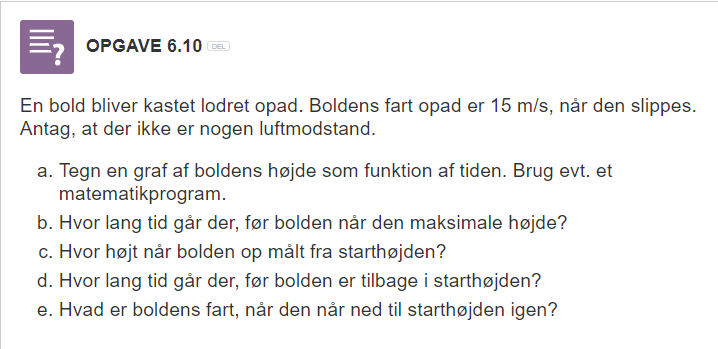 OPGAVE 6.10 DEL
En bold bliver kastet lodret opad. Boldens fart opad er 15 m/s, når den slippes.
Antag, at der ikke er nogen luftmodstand.
a. Tegn en graf af boldens højde som funktion af tiden. Brug evt. et
matematikprogram.
b. Hvor lang tid går der, før bolden når den maksimale højde?
c. Hvor højt når bolden op målt fra starthøjden?
d. Hvor lang tid går der, før bolden er tilbage i starthøjden?
e. Hvad er boldens fart, når den når ned til starthøjden igen?